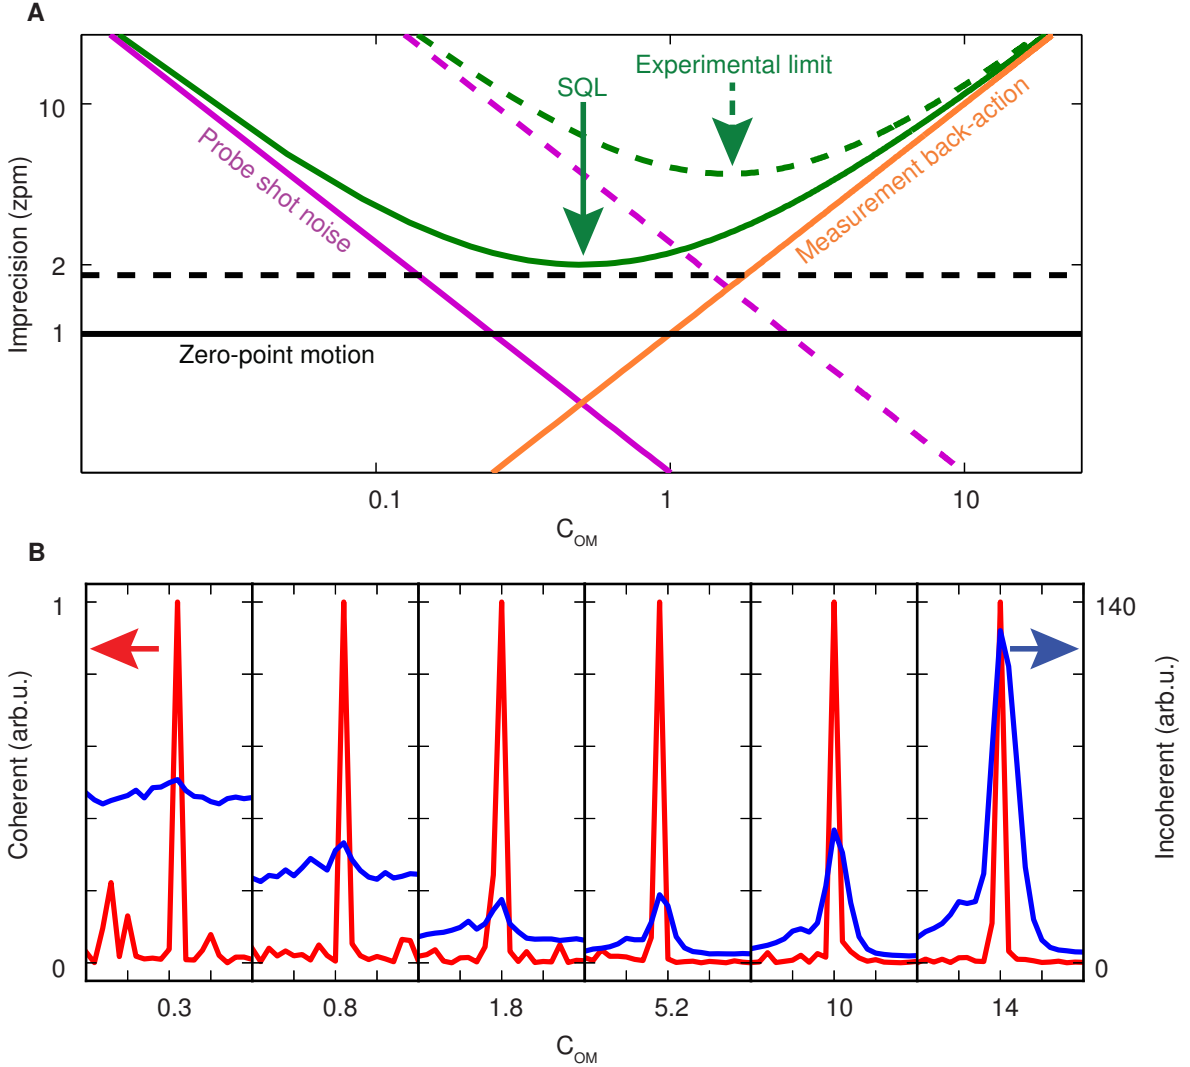 A
Experimental limit
SQL
10
Probe shot noise
Measurement back-action
Imprecision (zpm)
2
1
Zero-point motion
0.1 1 10
C_OM
B
1 140
Coherent (arb.u.)
Incoherent (arb.u.)
0 0
0.3 0.8 1.8 5.2 10 14
C_OM